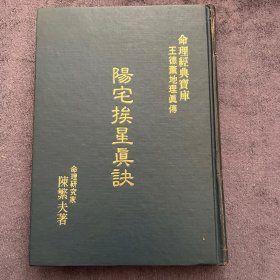 命理經典寶庫
王德薰地理眞傳
陽宅挨星眞訣
命理研究家
陳繁夫著